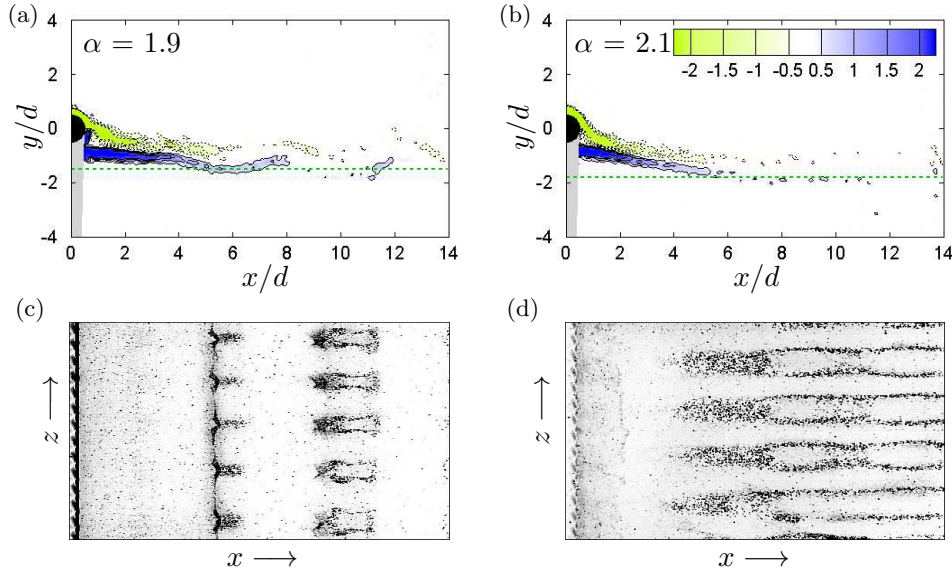 (a)
α = 1.9
4
2
0
-2
-4
y/d
0 2 4 6 8 10 12 14
x/d
(b)
α = 2.1
-2 -1.5 -1 -0.5 0.5 1 1.5 2
4
2
0
-2
-4
y/d
0 2 4 6 8 10 12 14
x/d
(c)
z →
x →
(d)
z →
x →